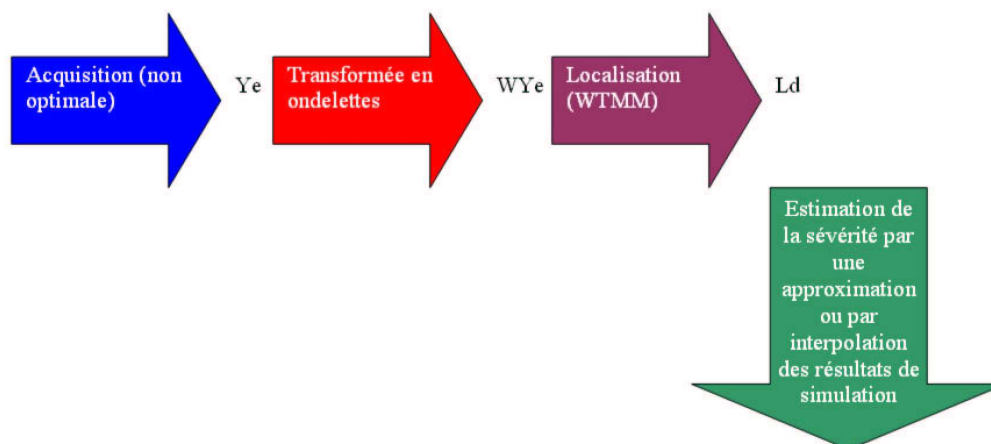 Acquisition (non
optimale)
Ye
Transformée en
ondelettes
WYe
Localisation
(WTMM)
Ld
Estimation de
la sévérité par
une
approximation
ou par
interpolation
des résultats de
simulation